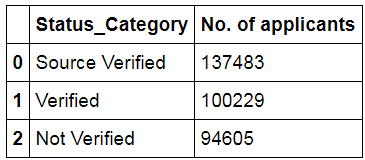 Status_Category No. of applicants
0 Source Verified 137483
1 Verified 100229
2 Not Verified 94605